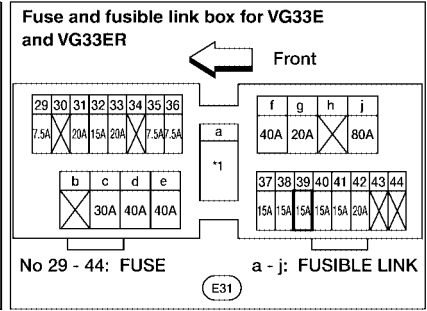 Fuse and fusible link box for VG33E
and VG33ER
Front
29 30 31 32 33 34 35 36
7.5A 20A 15A 20A 7.5A 7.5A
b c d e
30A 40A 40A
a
*1
f g h j
40A 20A 80A
37 38 39 40 41 42 43 44
15A 15A 15A 15A 15A 20A
No 29 - 44: FUSE
a - j: FUSIBLE LINK
E31